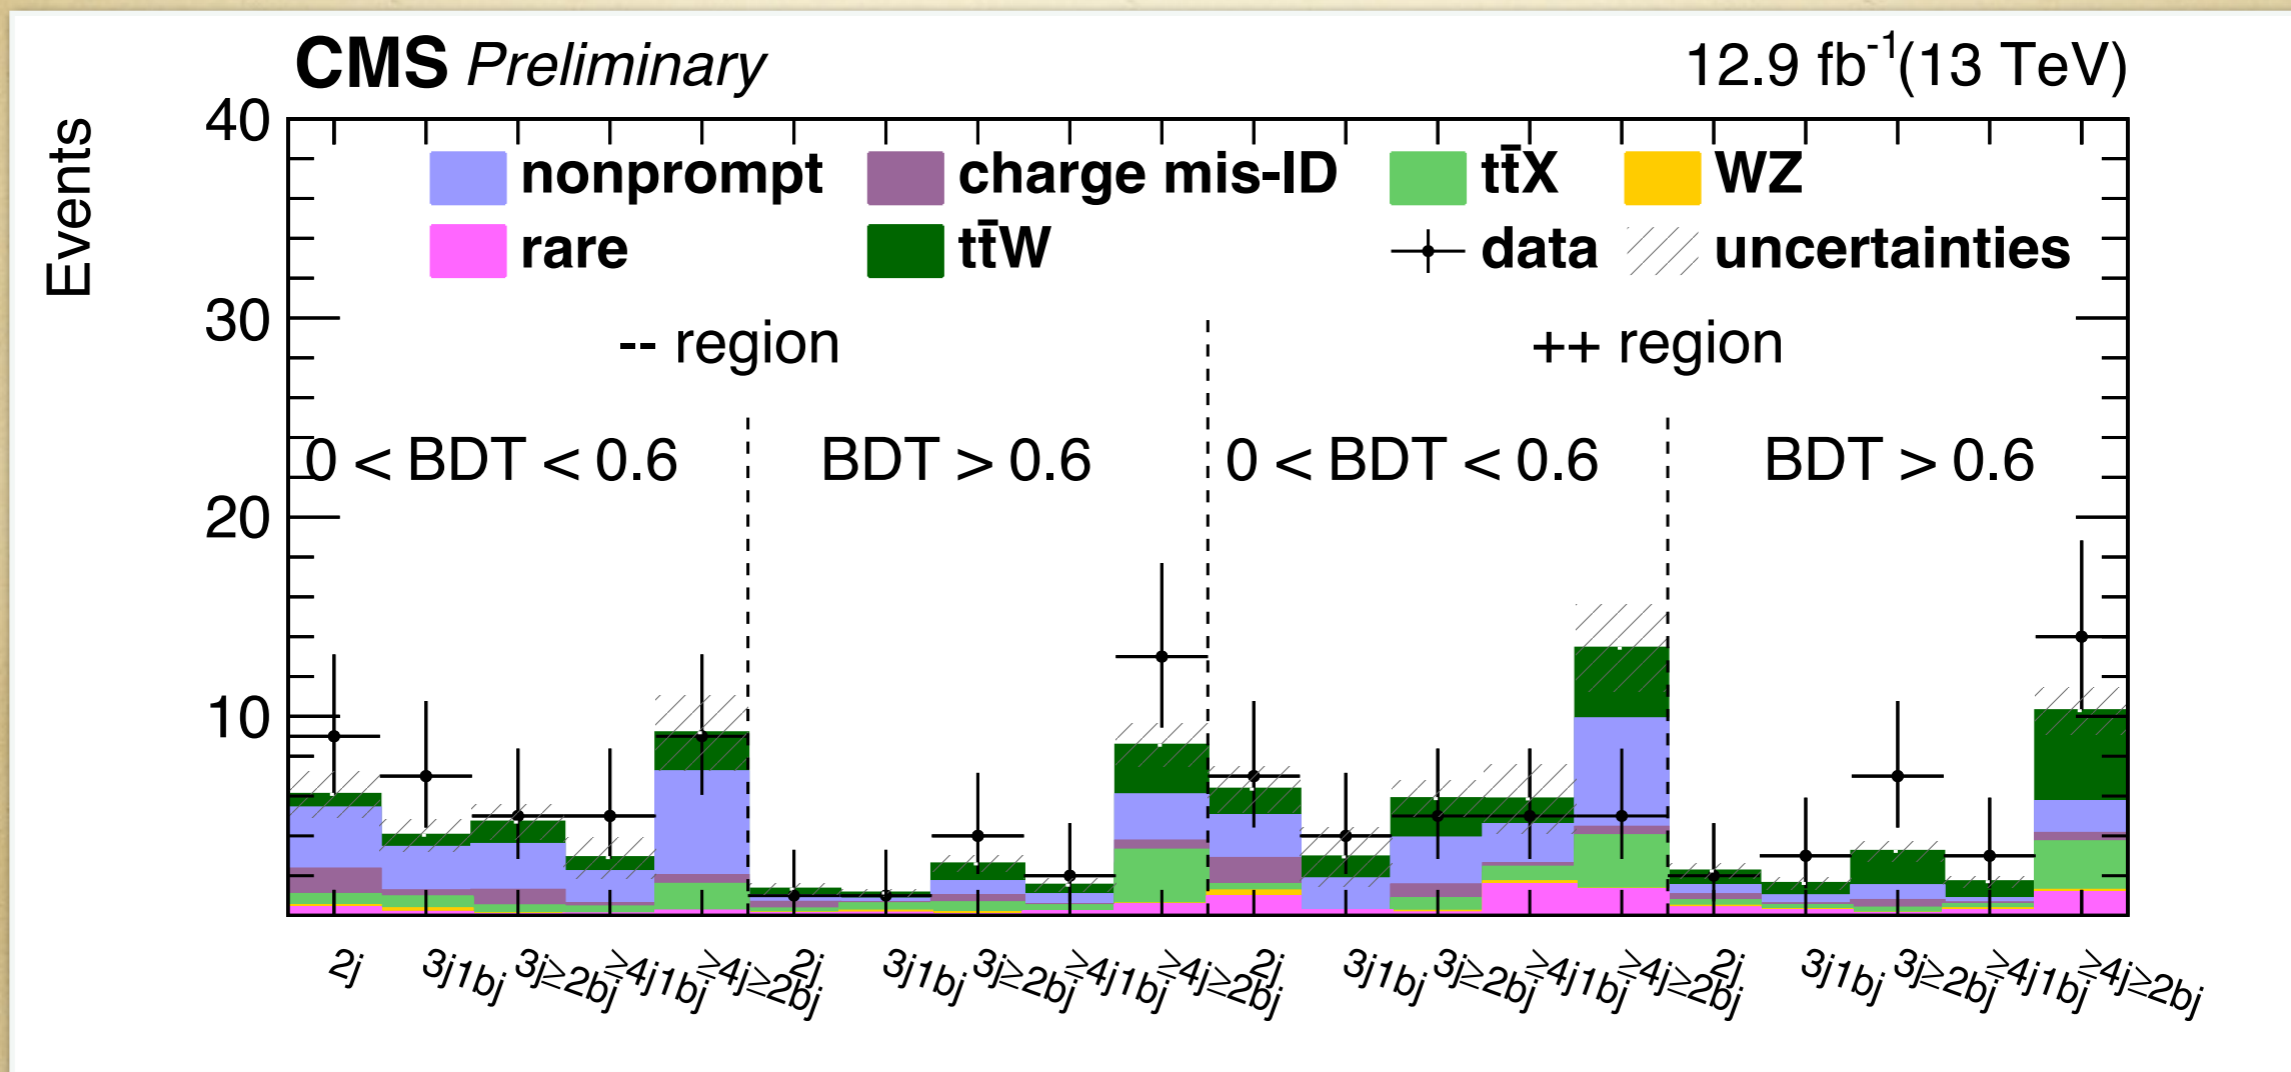 CMS Preliminary 12.9 fb⁻¹(13 TeV)
Events
40
30
20
10
nonprompt charge mis-ID tt̄X WZ
rare tt̄W data uncertainties
-- region ++ region
0 < BDT < 0.6 BDT > 0.6 0 < BDT < 0.6 BDT > 0.6
2j 3j1bj 3j≥2bj ≥4j1bj ≥4j≥2bj 2j 3j1bj 3j≥2bj ≥4j1bj ≥4j≥2bj 2j 3j1bj 3j≥2bj ≥4j1bj ≥4j≥2bj 2j 3j1bj 3j≥2bj ≥4j1bj ≥4j≥2bj